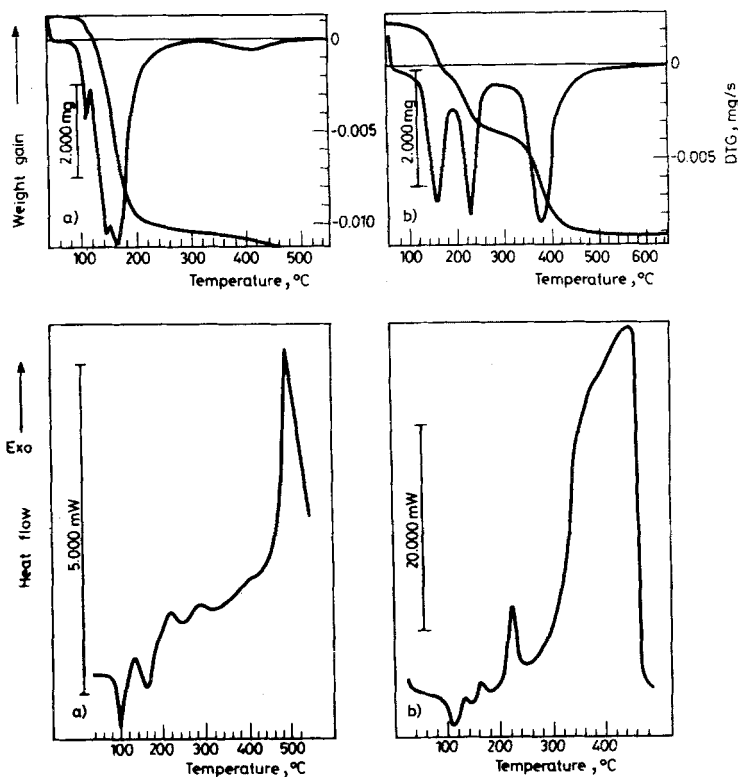 Weight gain
2.000 mg
a)
0
-0.005
-0.010
100 200 300 400 500
Temperature, °C
2.000 mg
b)
0
-0.005
DTG, mg/s
100 200 300 400 500 600
Temperature, °C
Exo
Heat flow
5.000 mW
a)
100 200 300 400 500
Temperature, °C
20.000 mW
b)
100 200 300 400
Temperature, °C